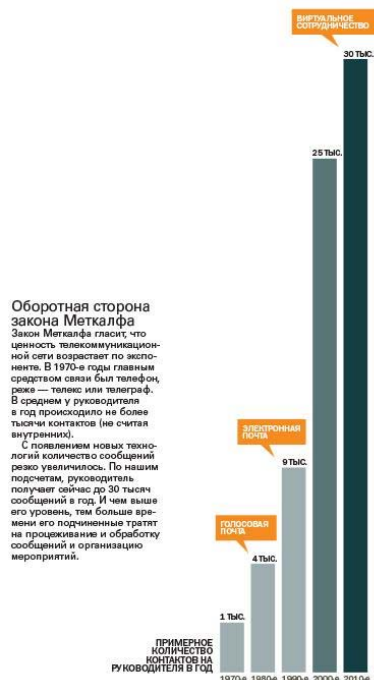 ВИРТУАЛЬНОЕ
СОТРУДНИЧЕСТВО
30 ТЫС.
25 ТЫС.
Оборотная сторона
закона Меткалфа
Закон Меткалфа гласит, что
ценность телекоммуникацион-
ной сети возрастает по экспо-
ненте. В 1970-е годы главным
средством связи был телефон,
реже — телекс или телеграф.
В среднем у руководителя
в год происходило не более
тысячи контактов (не считая
внутренних).
С появлением новых техно-
логий количество сообщений
резко увеличилось. По нашим
подсчетам, руководитель
получает сейчас до 30 тысяч
сообщений в год. И чем выше
его уровень, тем больше вре-
мени его подчиненные тратят
на процеживание и обработку
сообщений и организацию
мероприятий.
ЭЛЕКТРОННАЯ
ПОЧТА
9 ТЫС.
ГОЛОСОВАЯ
ПОЧТА
4 ТЫС.
1 ТЫС.
ПРИМЕРНОЕ
КОЛИЧЕСТВО
КОНТАКТОВ НА
РУКОВОДИТЕЛЯ В ГОД
1970-е 1980-е 1990-е 2000-е 2010-е